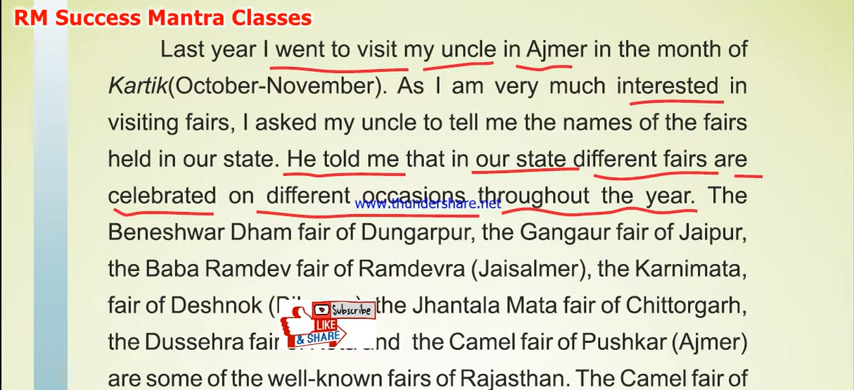 RM Success Mantra Classes
Last year I went to visit my uncle in Ajmer in the month of
Kartik(October-November). As I am very much interested in
visiting fairs, I asked my uncle to tell me the names of the fairs
held in our state. He told me that in our state different fairs are
celebrated on different occasions throughout the year. The
www.thundershare.net
Beneshwar Dham fair of Dungarpur, the Gangaur fair of Jaipur,
the Baba Ramdev fair of Ramdevra (Jaisalmer), the Karnimata,
fair of Deshnok ( the Jhantala Mata fair of Chittorgarh,
Subscribe
LIKE
& SHARE
the Dussehra fair and the Camel fair of Pushkar (Ajmer)
are some of the well-known fairs of Rajasthan. The Camel fair of